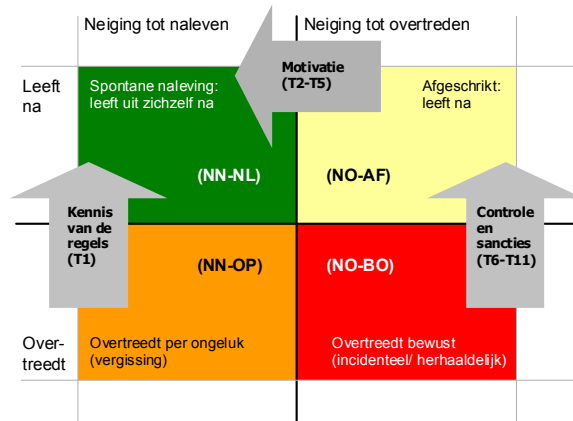 Neiging tot naleven
Neiging tot overtreden
Leeft
na
Spontane naleving:
leeft uit zichzelf na
Motivatie
(T2-T5)
Afgeschrikt:
leeft na
(NN-NL)
(NO-AF)
Kennis
van de
regels
(T1)
Controle
en
sancties
(T6-T11)
(NN-OP)
(NO-BO)
Over-
treedt
Overtreedt per ongeluk
(vergissing)
Overtreedt bewust
(incidenteel/ herhaaldelijk)